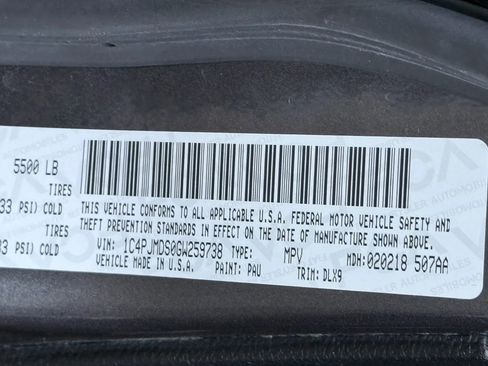 5500 LB
TIRES
33 PSI) COLD
THIS VEHICLE CONFORMS TO ALL APPLICABLE U.S.A. FEDERAL MOTOR VEHICLE SAFETY AND
TIRES
THEFT PREVENTION STANDARDS IN EFFECT ON THE DATE OF MANUFACTURE SHOWN ABOVE.
33 PSI) COLD
VIN: 1C4PJMDS0GW259738 TYPE: MPV MDH:020218 507AA
VEHICLE MADE IN U.S.A. PAINT: PAU TRIM: DLX9